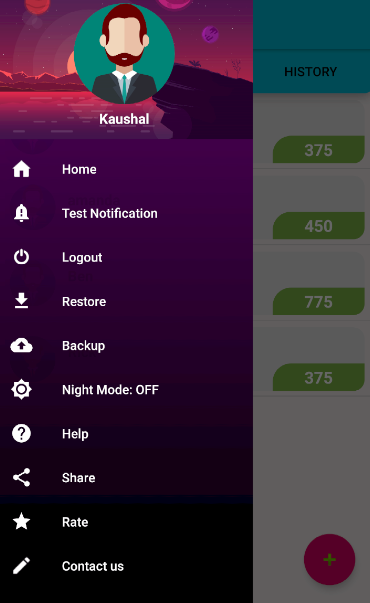 Kaushal
HISTORY
Home
375
Test Notification
450
Logout
Restore
775
Backup
Night Mode: OFF
375
Help
Share
Rate
Contact us